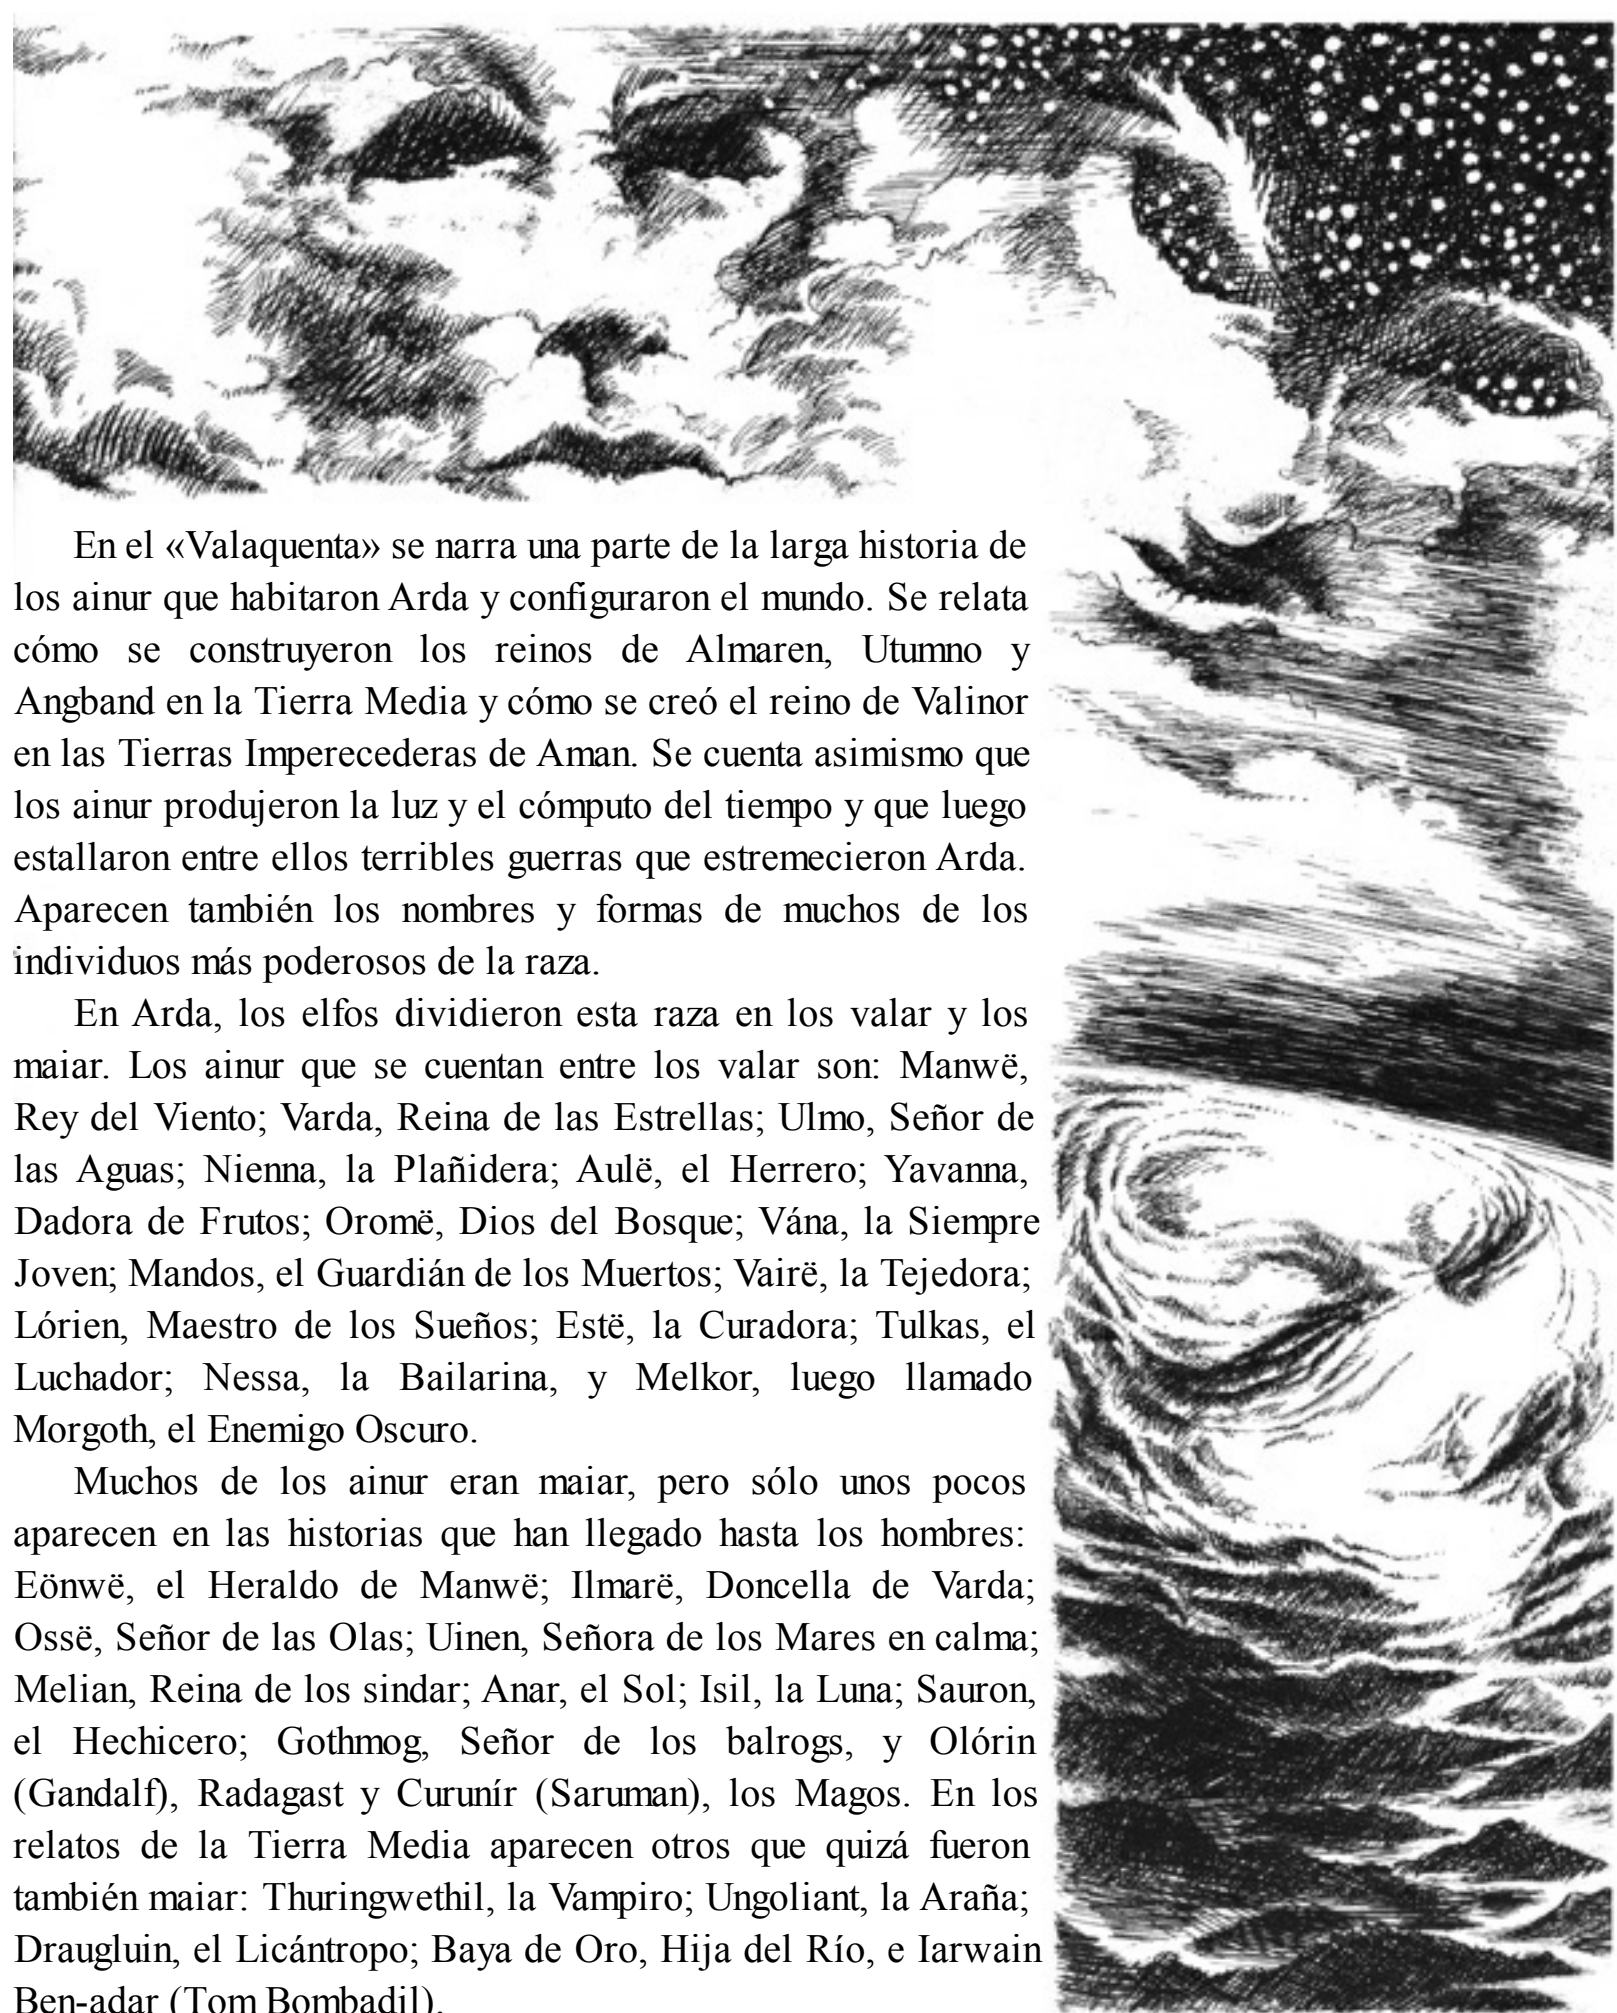 En el «Valaquenta» se narra una parte de la larga historia de
los ainur que habitaron Arda y configuraron el mundo. Se relata
cómo se construyeron los reinos de Almaren, Utumno y
Angband en la Tierra Media y cómo se creó el reino de Valinor
en las Tierras Imperecederas de Aman. Se cuenta asimismo que
los ainur produjeron la luz y el cómputo del tiempo y que luego
estallaron entre ellos terribles guerras que estremecieron Arda.
Aparecen también los nombres y formas de muchos de los
individuos más poderosos de la raza.
En Arda, los elfos dividieron esta raza en los valar y los
maiar. Los ainur que se cuentan entre los valar son: Manwë,
Rey del Viento; Varda, Reina de las Estrellas; Ulmo, Señor de
las Aguas; Nienna, la Plañidera; Aulë, el Herrero; Yavanna,
Dadora de Frutos; Oromë, Dios del Bosque; Vána, la Siempre
Joven; Mandos, el Guardián de los Muertos; Vairë, la Tejedora;
Lórien, Maestro de los Sueños; Estë, la Curadora; Tulkas, el
Luchador; Nessa, la Bailarina, y Melkor, luego llamado
Morgoth, el Enemigo Oscuro.
Muchos de los ainur eran maiar, pero sólo unos pocos
aparecen en las historias que han llegado hasta los hombres:
Eönwë, el Heraldo de Manwë; Ilmarë, Doncella de Varda;
Ossë, Señor de las Olas; Uinen, Señora de los Mares en calma;
Melian, Reina de los sindar; Anar, el Sol; Isil, la Luna; Sauron,
el Hechicero; Gothmog, Señor de los balrogs, y Olórin
(Gandalf), Radagast y Curunír (Saruman), los Magos. En los
relatos de la Tierra Media aparecen otros que quizá fueron
también maiar: Thuringwethil, la Vampiro; Ungoliant, la Araña;
Draugluin, el Licántropo; Baya de Oro, Hija del Río, e Iarwain
Ben-adar (Tom Bombadil).